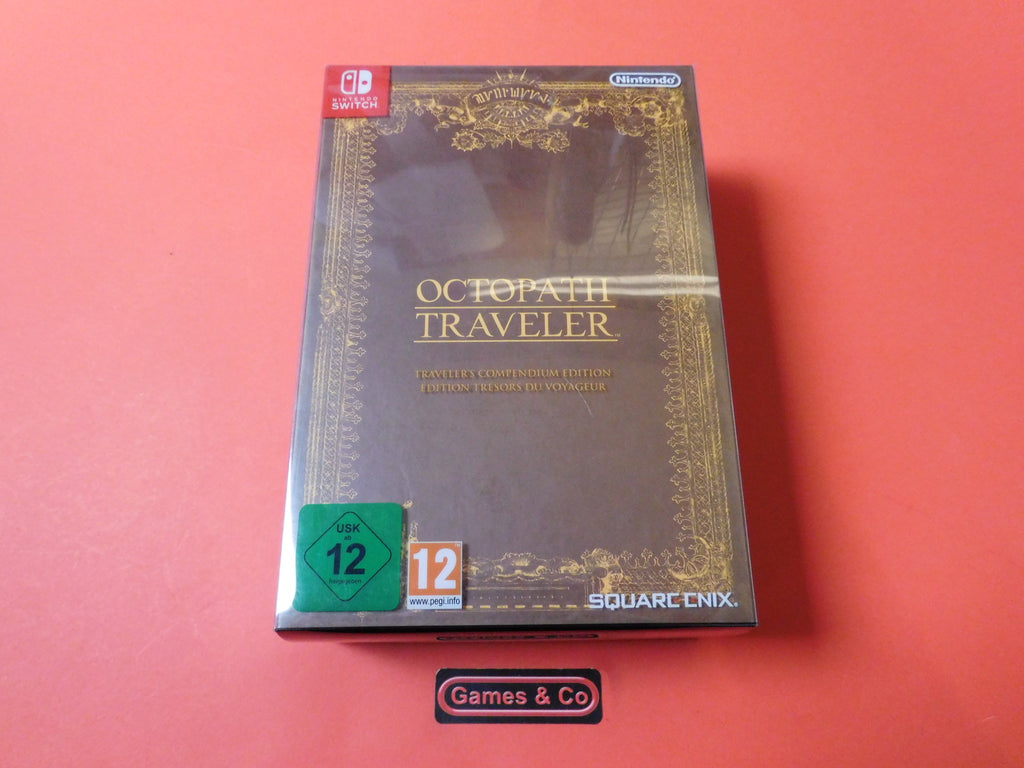 NINTENDO
SWITCH
Nintendo
OCTOPATH
TRAVELER™
TRAVELER'S COMPENDIUM EDITION
ÉDITION TRÉSORS DU VOYAGEUR
USK
ab
12
freigegeben
12
www.pegi.info
SQUARE ENIX®
Games & Co